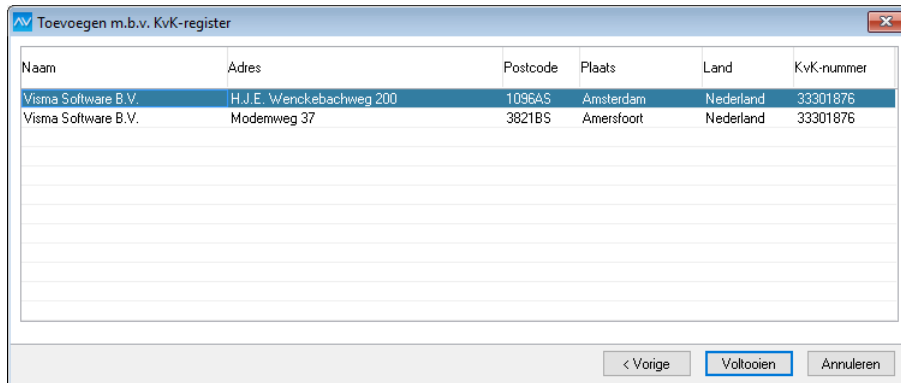 Toevoegen m.b.v. KvK-register
Naam Adres Postcode Plaats Land KvK-nummer
Visma Software B.V. H.J.E. Wenckebachweg 200 1096AS Amsterdam Nederland 33301876
Visma Software B.V. Modemweg 37 3821BS Amersfoort Nederland 33301876
< Vorige Voltooien Annuleren